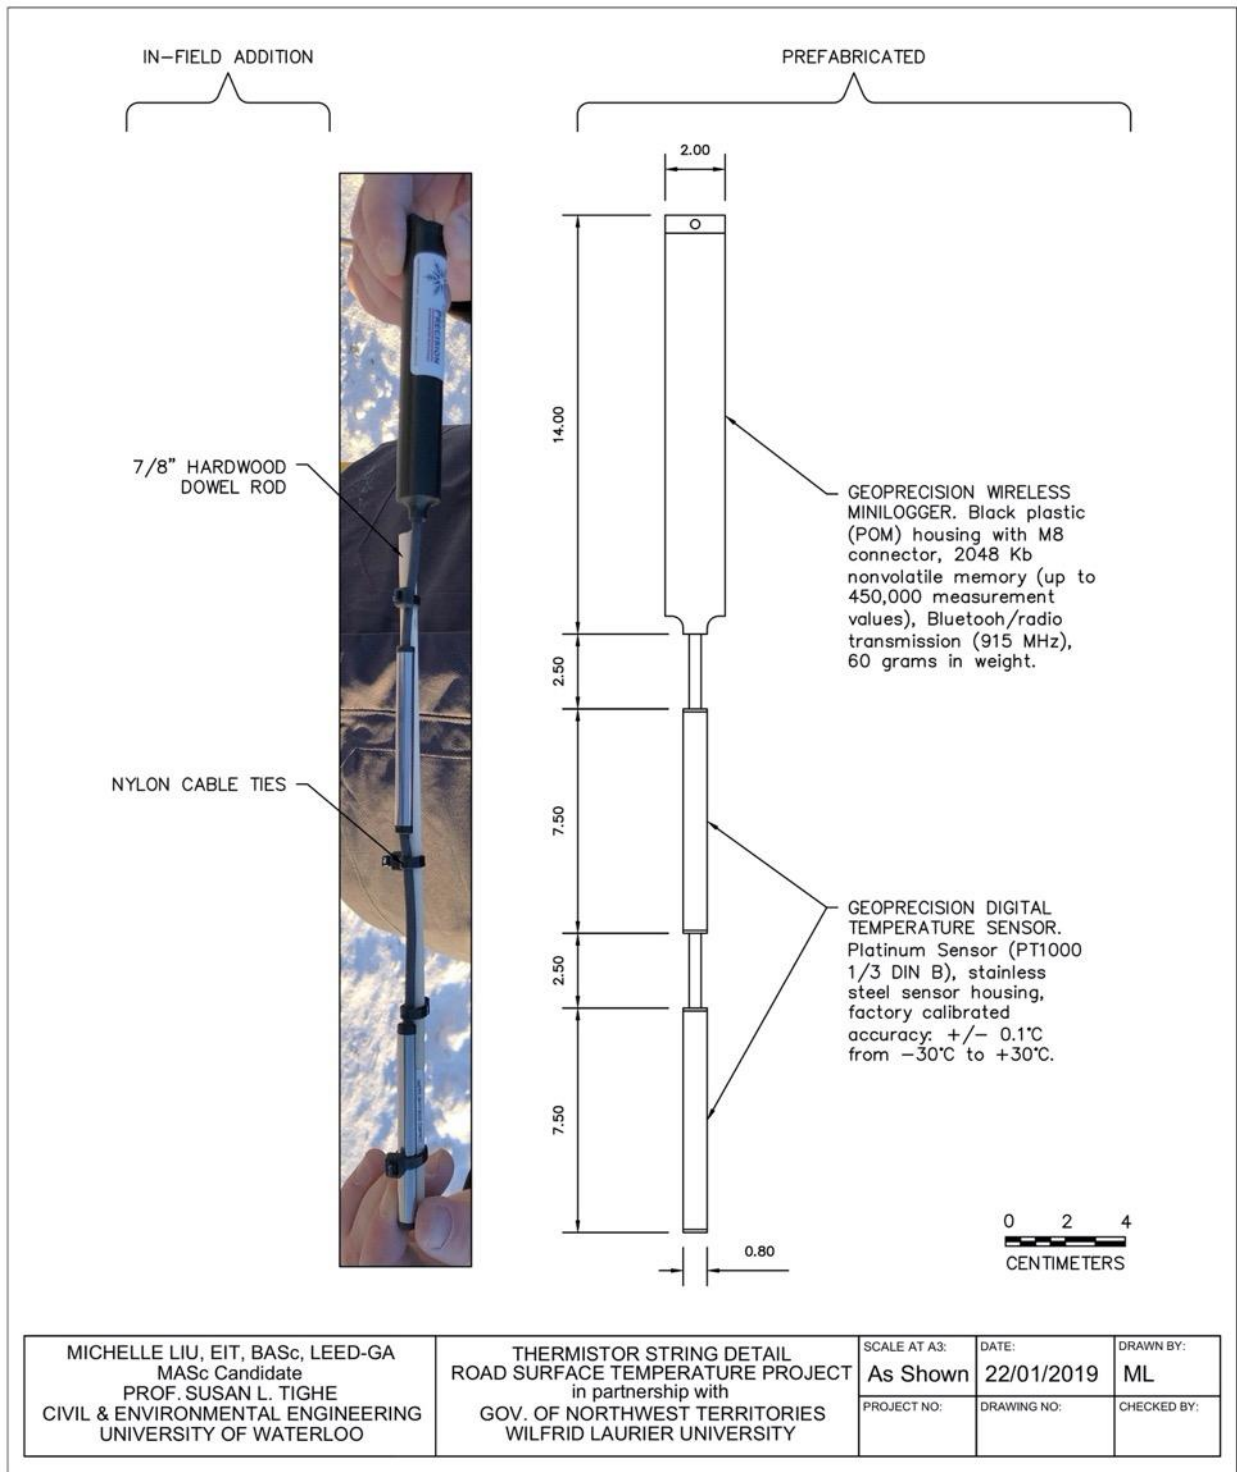 IN-FIELD ADDITION
PREFABRICATED
2.00
14.00
7/8" HARDWOOD
DOWEL ROD
GEOPRECISION WIRELESS
MINILOGGER. Black plastic
(POM) housing with M8
connector, 2048 Kb
nonvolatile memory (up to
450,000 measurement
values), Bluetooh/radio
transmission (915 MHz),
60 grams in weight.
2.50
NYLON CABLE TIES
7.50
GEOPRECISION DIGITAL
TEMPERATURE SENSOR.
Platinum Sensor (PT1000
1/3 DIN B), stainless
steel sensor housing,
factory calibrated
accuracy: +/- 0.1°C
from -30°C to +30°C.
2.50
7.50
0.80
0 2 4
CENTIMETERS
MICHELLE LIU, EIT, BASc, LEED-GA
MASc Candidate
PROF. SUSAN L. TIGHE
CIVIL & ENVIRONMENTAL ENGINEERING
UNIVERSITY OF WATERLOO
THERMISTOR STRING DETAIL
ROAD SURFACE TEMPERATURE PROJECT
in partnership with
GOV. OF NORTHWEST TERRITORIES
WILFRID LAURIER UNIVERSITY
SCALE AT A3:
As Shown
DATE:
22/01/2019
DRAWN BY:
ML
PROJECT NO:
DRAWING NO:
CHECKED BY: